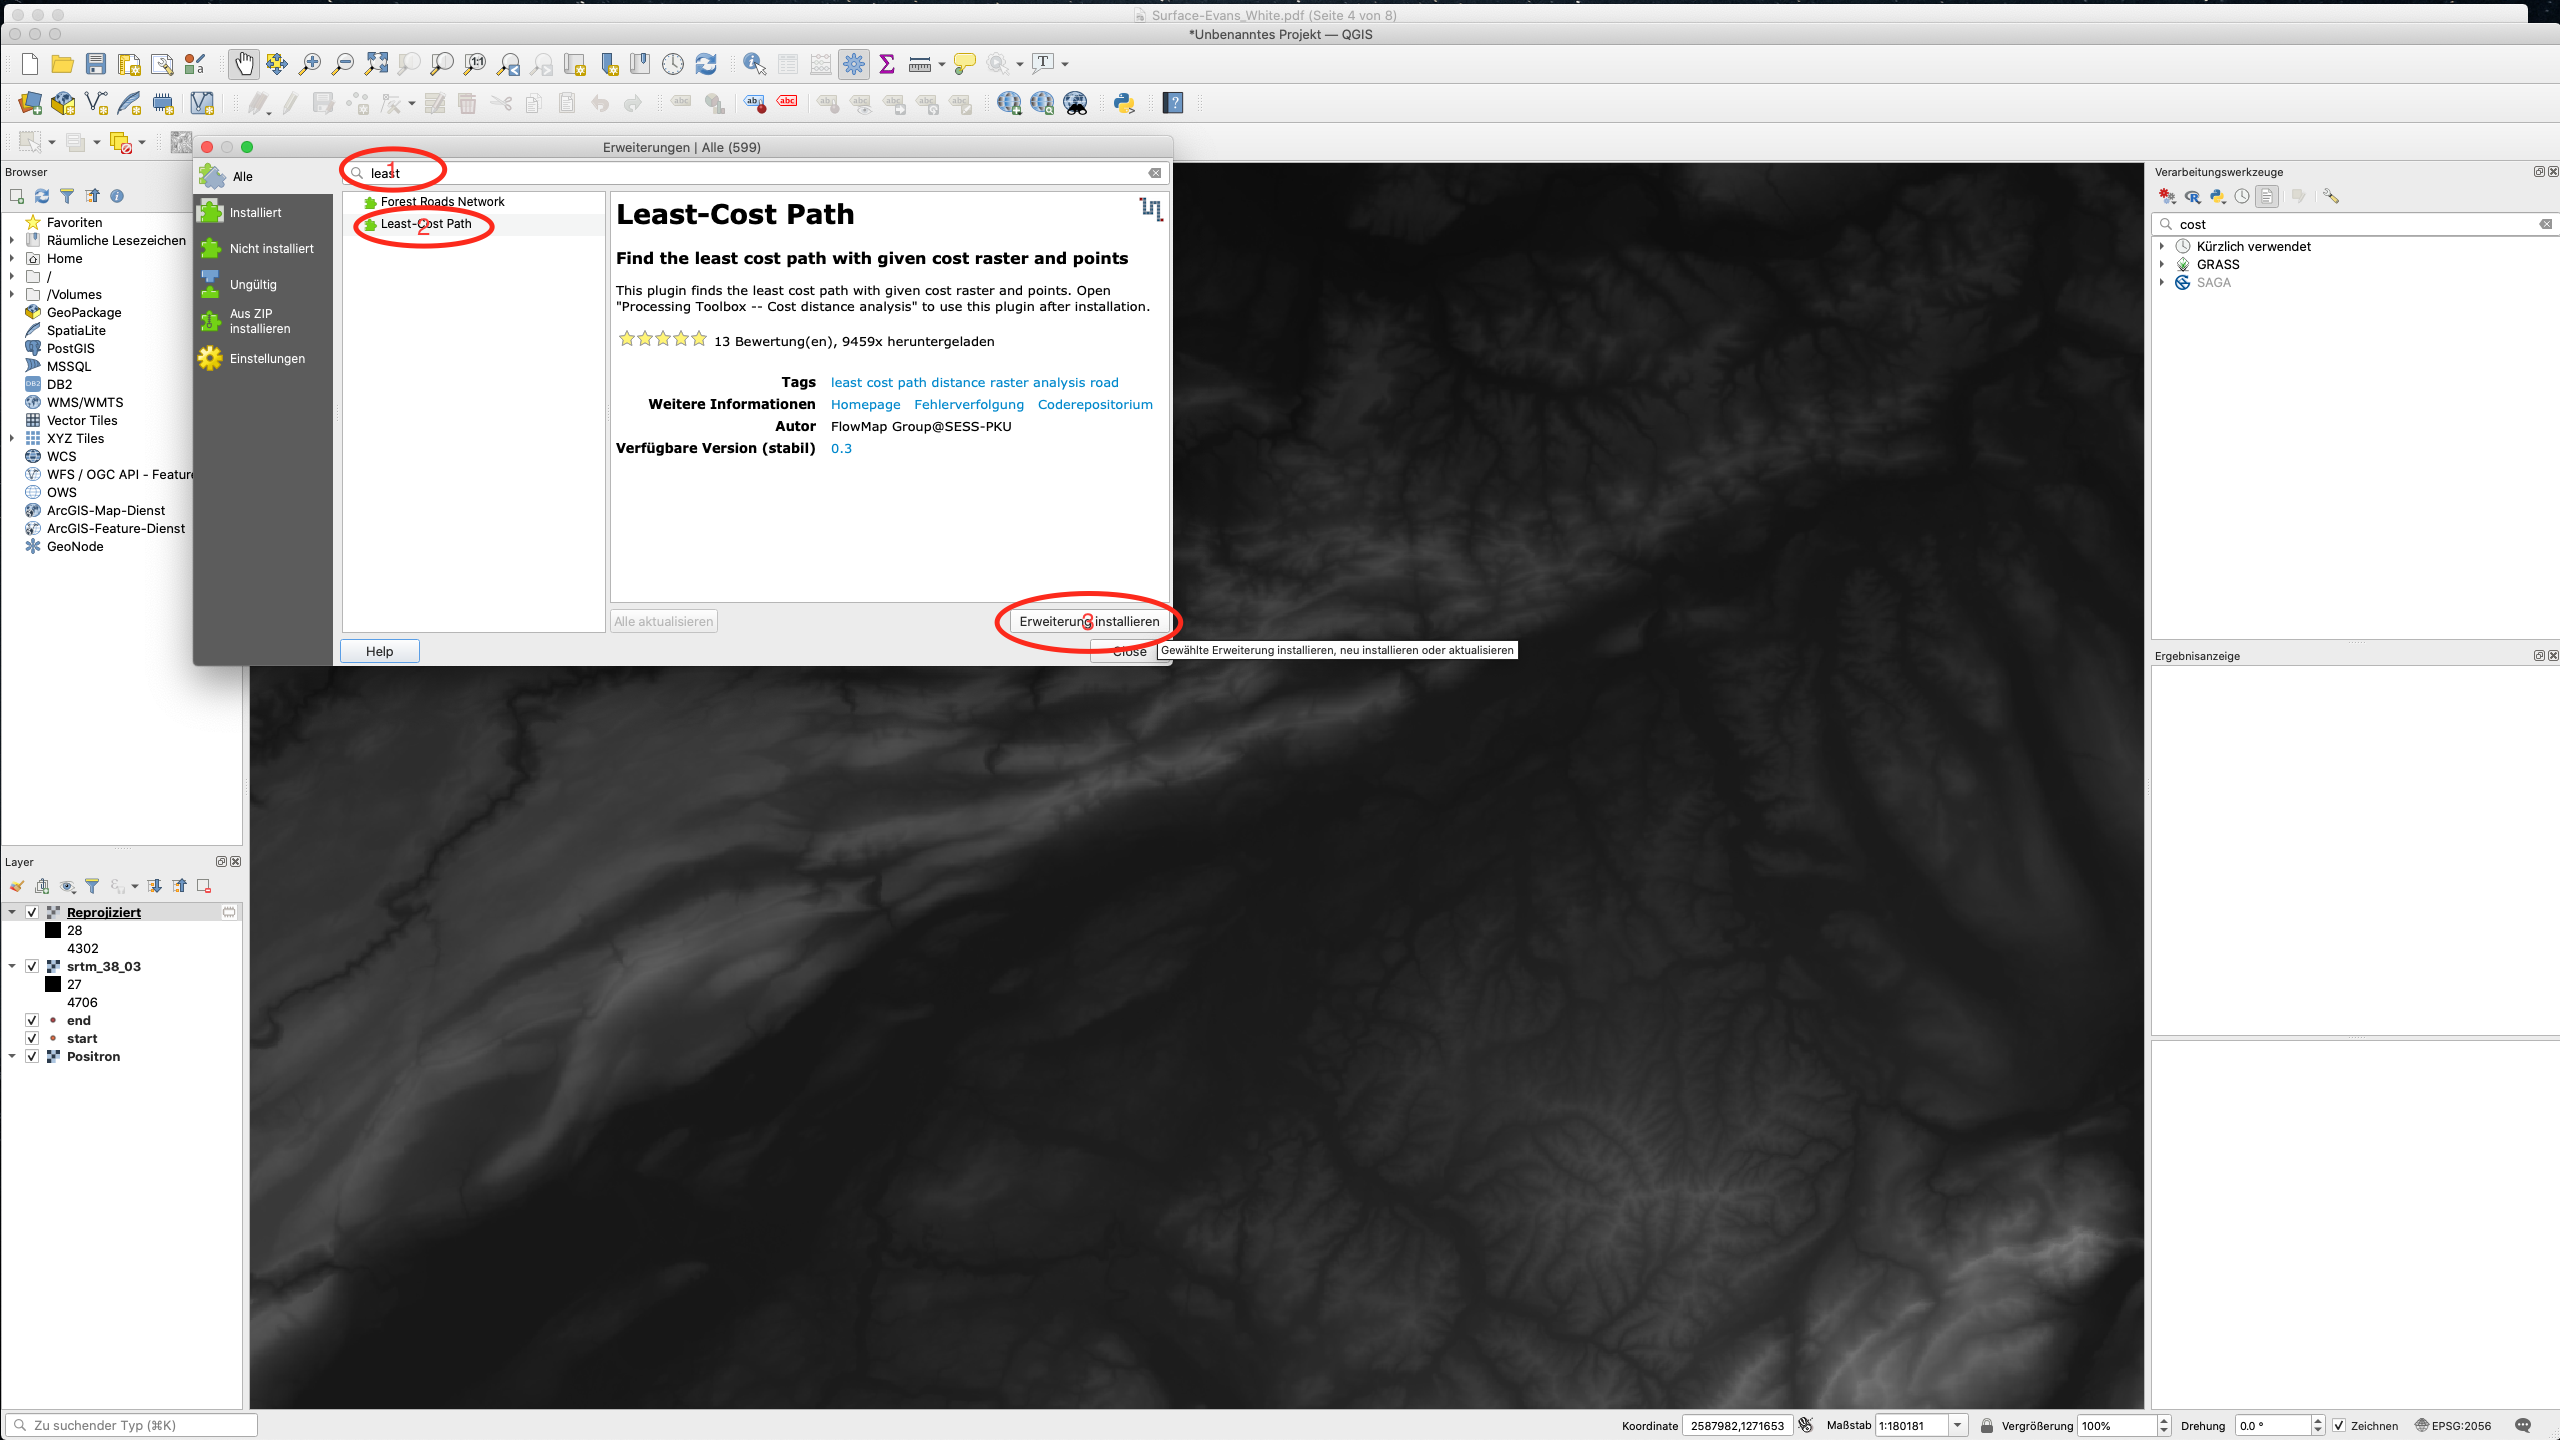 Surface-Evans_White.pdf (Seite 4 von 8)
*Unbenanntes Projekt — QGIS
Erweiterungen | Alle (599)
Browser
Favoriten
Räumliche Lesezeichen
Home
/
/Volumes
GeoPackage
SpatiaLite
PostGIS
MSSQL
DB2
WMS/WMTS
Vector Tiles
XYZ Tiles
WCS
WFS / OGC API - Feature
OWS
ArcGIS-Map-Dienst
ArcGIS-Feature-Dienst
GeoNode
Alle
Installiert
Nicht installiert
Ungültig
Aus ZIP
installieren
Einstellungen
1
least
Forest Roads Network
Least-Cost Path
2
Least-Cost Path
Find the least cost path with given cost raster and points
This plugin finds the least cost path with given cost raster and points. Open
"Processing Toolbox -- Cost distance analysis" to use this plugin after installation.
13 Bewertung(en), 9459x heruntergeladen
Tags least cost path distance raster analysis road
Weitere Informationen Homepage Fehlerverfolgung Coderepositorium
Autor FlowMap Group@SESS-PKU
Verfügbare Version (stabil) 0.3
Alle aktualisieren
Erweiterung installieren
3
Help
Close
Gewählte Erweiterung installieren, neu installieren oder aktualisieren
Verarbeitungswerkzeuge
cost
Kürzlich verwendet
GRASS
SAGA
Ergebnisanzeige
Layer
Reprojiziert
28
4302
srtm_38_03
27
4706
end
start
Positron
Zu suchender Typ (⌘K)
Koordinate 2587982,1271653 Maßstab 1:180181 Vergrößerung 100% Drehung 0.0 ° Zeichnen EPSG:2056